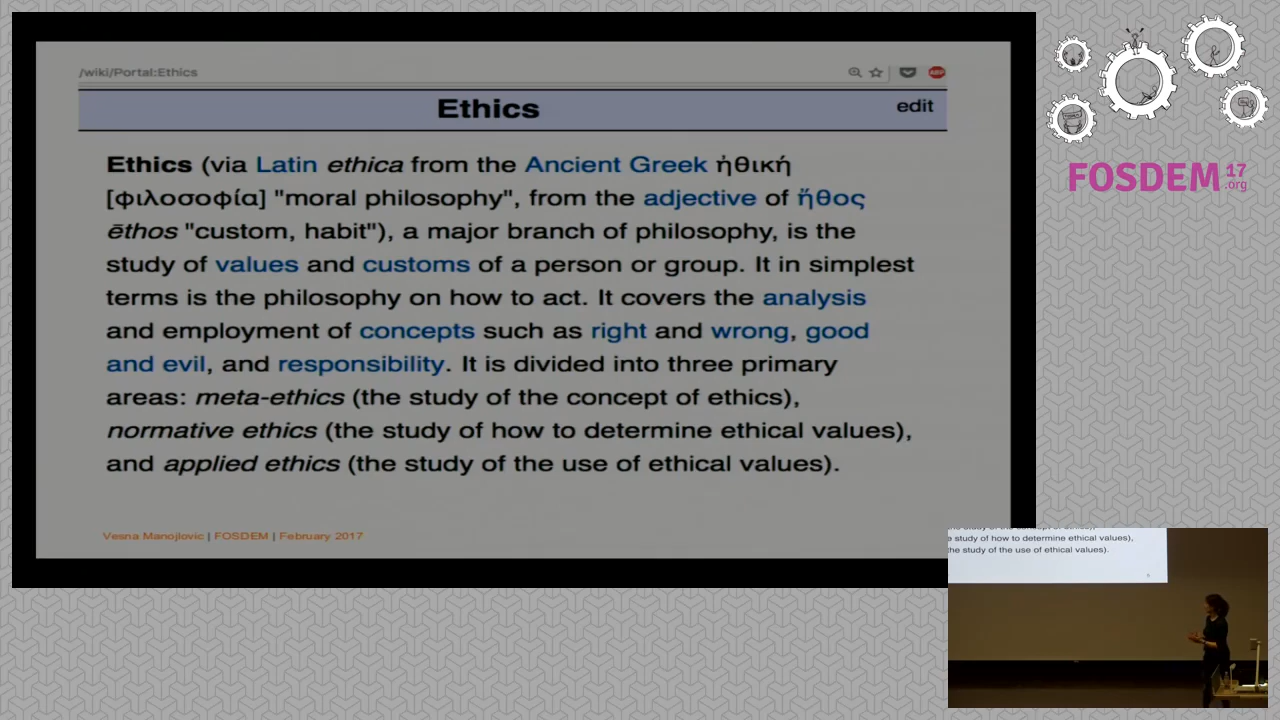 /wiki/Portal:Ethics
ABP
Ethics
edit
Ethics (via Latin ethica from the Ancient Greek ἠθική
[φιλοσοφία] "moral philosophy", from the adjective of ἤθος
ēthos "custom, habit"), a major branch of philosophy, is the
study of values and customs of a person or group. It in simplest
terms is the philosophy on how to act. It covers the analysis
and employment of concepts such as right and wrong, good
and evil, and responsibility. It is divided into three primary
areas: meta-ethics (the study of the concept of ethics),
normative ethics (the study of how to determine ethical values),
and applied ethics (the study of the use of ethical values).
Vesna Manojlovic | FOSDEM | February 2017
FOSDEM 17
.org
e study of how to determine ethical values),
the study of the use of ethical values).